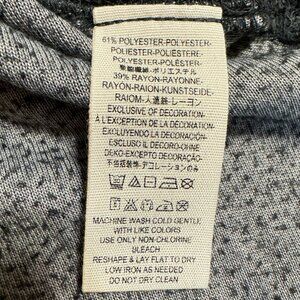 61% POLYESTER-POLYESTER-
POLIESTER-POLIESTERE-
POLYESTER-POLIÉSTER-
聚酯纖維-ポリエステル
39% RAYON-RAYONNE-
RAYON-RAION-KUNSTSEIDE-
RAIOM-人造絲-レーヨン
EXCLUSIVE OF DECORATION-
À L'EXCEPTION DE LA DÉCORATION-
EXCLUYENDO LA DECORACIÓN-
ESCLUSO IL DECORO-OHNE
DEKO-EXCEPTO DECORAÇÃO-
不包括裝飾-デコレーションのみ
MACHINE WASH COLD GENTLE
WITH LIKE COLORS
USE ONLY NON-CHLORINE
BLEACH
RESHAPE & LAY FLAT TO DRY
LOW IRON AS NEEDED
DO NOT DRY CLEAN